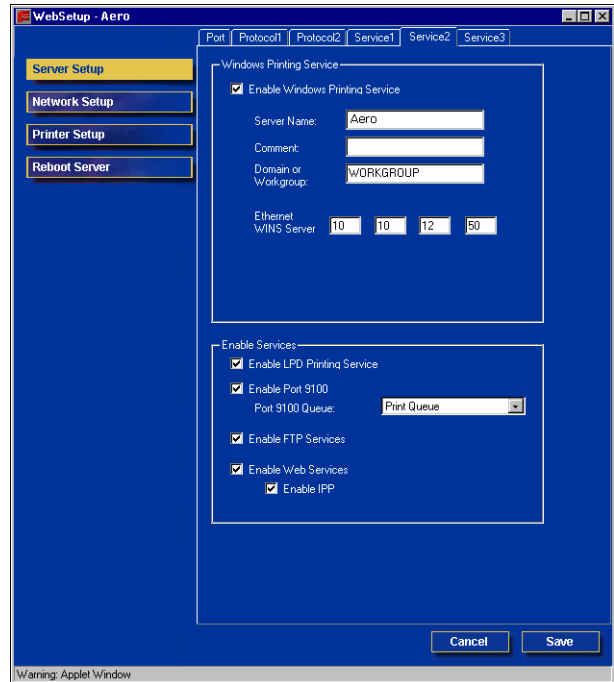 WebSetup - Aero
Port Protocol1 Protocol2 Service1 Service2 Service3
Server Setup
Network Setup
Printer Setup
Reboot Server
Windows Printing Service
Enable Windows Printing Service
Server Name: Aero
Comment:
Domain or
Workgroup: WORKGROUP
Ethernet
WINS Server 10 10 12 50
Enable Services
Enable LPD Printing Service
Enable Port 9100
Port 9100 Queue: Print Queue
Enable FTP Services
Enable Web Services
Enable IPP
Cancel Save
Warning: Applet Window